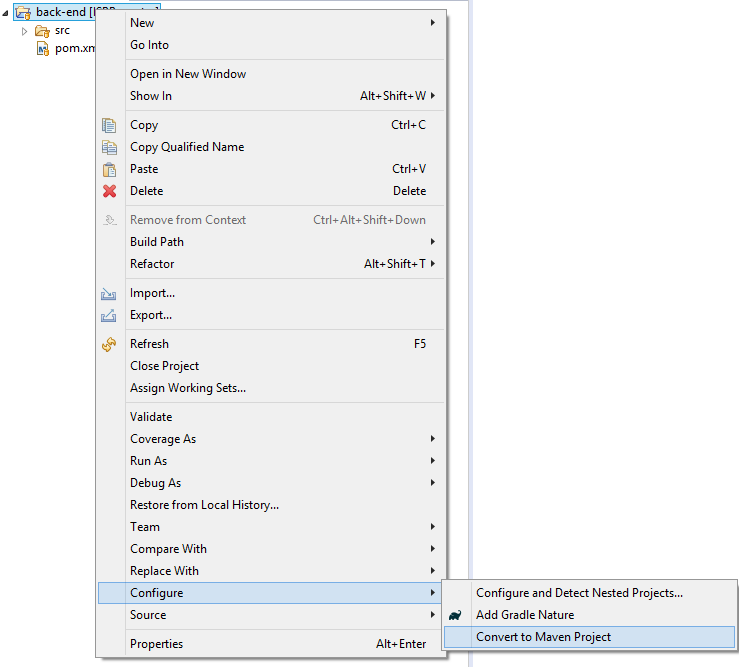 back-end
src
pom.xm
New
Go Into
Open in New Window
Show In Alt+Shift+W
Copy Ctrl+C
Copy Qualified Name
Paste Ctrl+V
Delete Delete
Remove from Context Ctrl+Alt+Shift+Down
Build Path
Refactor Alt+Shift+T
Import...
Export...
Refresh F5
Close Project
Assign Working Sets...
Validate
Coverage As
Run As
Debug As
Restore from Local History...
Team
Compare With
Replace With
Configure
Source
Properties Alt+Enter
Configure and Detect Nested Projects...
Add Gradle Nature
Convert to Maven Project